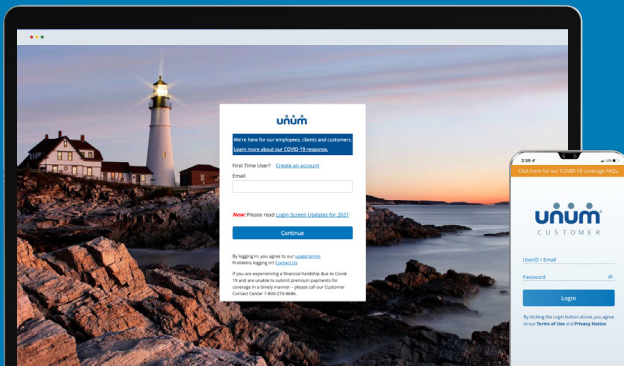 unum
We're here for our employees, clients and customers.
Learn more about our COVID-19 response.
First Time User? Create an account
Email
New: Please read Login Screen Updates for 2021
Continue
By logging in, you agree to our usage terms.
Problems logging in? Contact Us
If you are experiencing a financial hardship due to Covid-
19 and are unable to submit premium payments for
coverage in a timely manner – please call our Customer
Contact Center 1-800-275-8686.
2:39
Click here for our COVID-19 coverage FAQs.
unum
CUSTOMER
UserID / Email
Password
Login
By clicking the Login button above, you agree
to our Terms of Use and Privacy Notice.